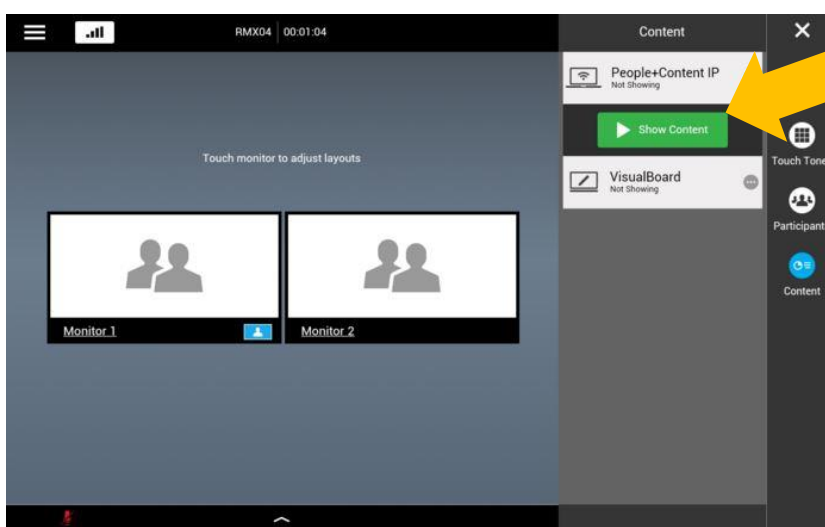 RMX04 00:01:04
Content
People+Content IP
Not Showing
Show Content
VisualBoard
Not Showing
Touch monitor to adjust layouts
Monitor 1
Monitor 2
Touch Tone
Participant
Content